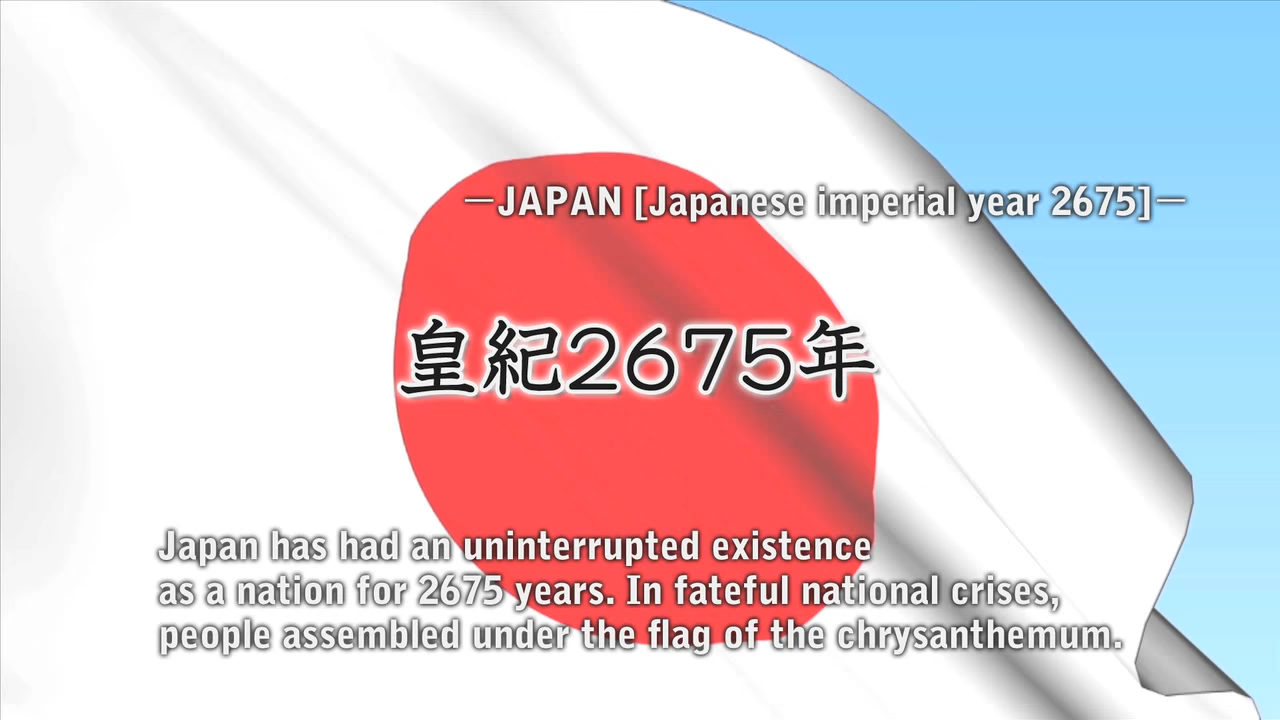 —JAPAN [Japanese imperial year 2675]—
皇紀2675年
Japan has had an uninterrupted existence
as a nation for 2675 years. In fateful national crises,
people assembled under the flag of the chrysanthemum.